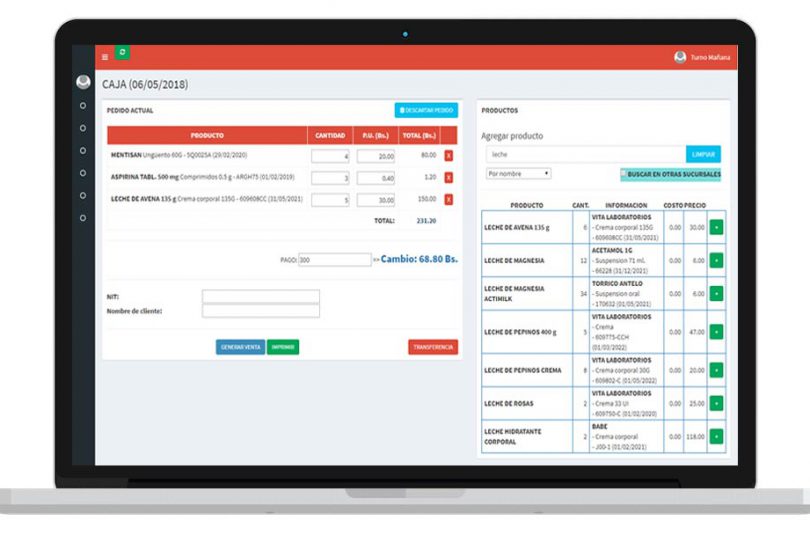 Turno Mañana
CAJA (06/05/2018)
PEDIDO ACTUAL
DESCARTAR PEDIDO
PRODUCTO CANTIDAD P.U. (Bs.) TOTAL (Bs.)
MENTISAN Unguento 60G - 5Q0025A (29/02/2020) 4 20.00 80.00 X
ASPIRINA TABL. 500 mg Comprimidos 0.5 g - ARGH75 (01/02/2019) 3 0.40 1.20 X
LECHE DE AVENA 135 g Crema corporal 135G - 609608CC (31/05/2021) 5 30.00 150.00 X
TOTAL: 231.20
PAGO: 300 >> Cambio: 68.80 Bs.
NIT:
Nombre de cliente:
GENERAR VENTA IMPRIMIR TRANSFERENCIA
PRODUCTOS
Agregar producto
leche LIMPIAR
Por nombre BUSCAR EN OTRAS SUCURSALES
PRODUCTO CANT. INFORMACION COSTO PRECIO
LECHE DE AVENA 135 g 6 VITA LABORATORIOS
- Crema corporal 135G
- 609608CC (31/05/2021) 0.00 30.00
LECHE DE MAGNESIA 12 ACETAMOL 1G
- Suspension 71 ml.
- 66228 (31/12/2021) 0.00 6.00
LECHE DE MAGNESIA
ACTIMILK 34 TORRICO ANTELO
- Suspension oral
- 170632 (01/05/2021) 0.00 6.00
LECHE DE PEPINOS 400 g 5 VITA LABORATORIOS
- Crema
- 609775-CCH
(01/03/2022) 0.00 47.00
LECHE DE PEPINOS CREMA 8 VITA LABORATORIOS
- Crema corporal 30G
- 609802-C (01/05/2022) 0.00 20.00
LECHE DE ROSAS 2 VITA LABORATORIOS
- Crema 33 UI
- 609750-C (01/02/2020) 0.00 25.00
LECHE HIDRATANTE
CORPORAL 2 BABE
- Crema corporal
- J00-1 (01/02/2021) 0.00 118.00